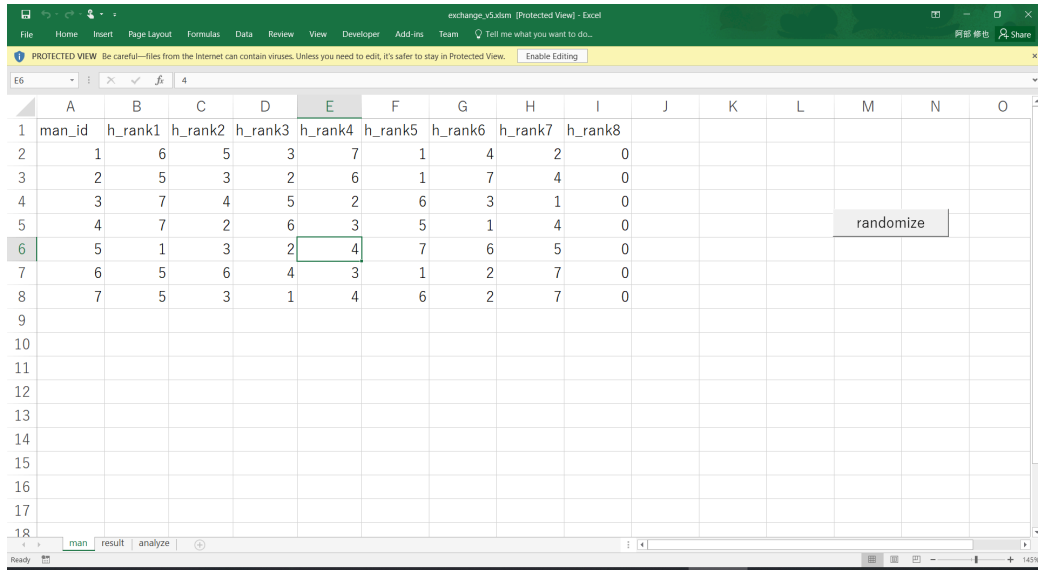 exchange_v5.xlsm [Protected View] - Excel
File Home Insert Page Layout Formulas Data Review View Developer Add-ins Team Tell me what you want to do... 阿部 修也 Share
PROTECTED VIEW Be careful—files from the Internet can contain viruses. Unless you need to edit, it's safer to stay in Protected View. Enable Editing
E6 fx 4
A B C D E F G H I J K L M N O
1 man_id h_rank1 h_rank2 h_rank3 h_rank4 h_rank5 h_rank6 h_rank7 h_rank8
2 1 6 5 3 7 1 4 2 0
3 2 5 3 2 6 1 7 4 0
4 3 7 4 5 2 6 3 1 0
5 4 7 2 6 3 5 1 4 0 randomize
6 5 1 3 2 4 7 6 5 0
7 6 5 6 4 3 1 2 7 0
8 7 5 3 1 4 6 2 7 0
9
10
11
12
13
14
15
16
17
18
man result analyze
Ready 145%